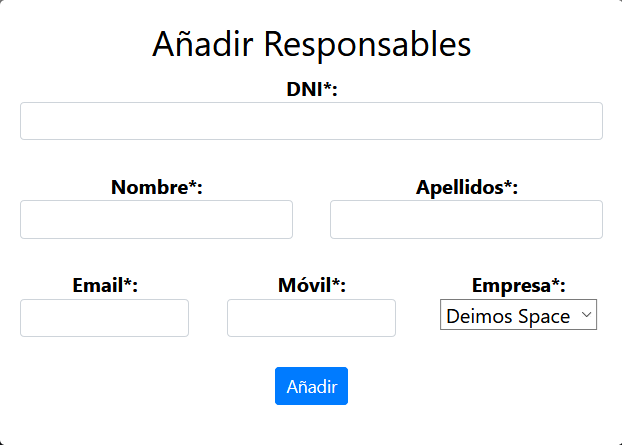 Añadir Responsables
DNI*:
Nombre*: Apellidos*:
Email*: Móvil*: Empresa*:
Deimos Space
Añadir